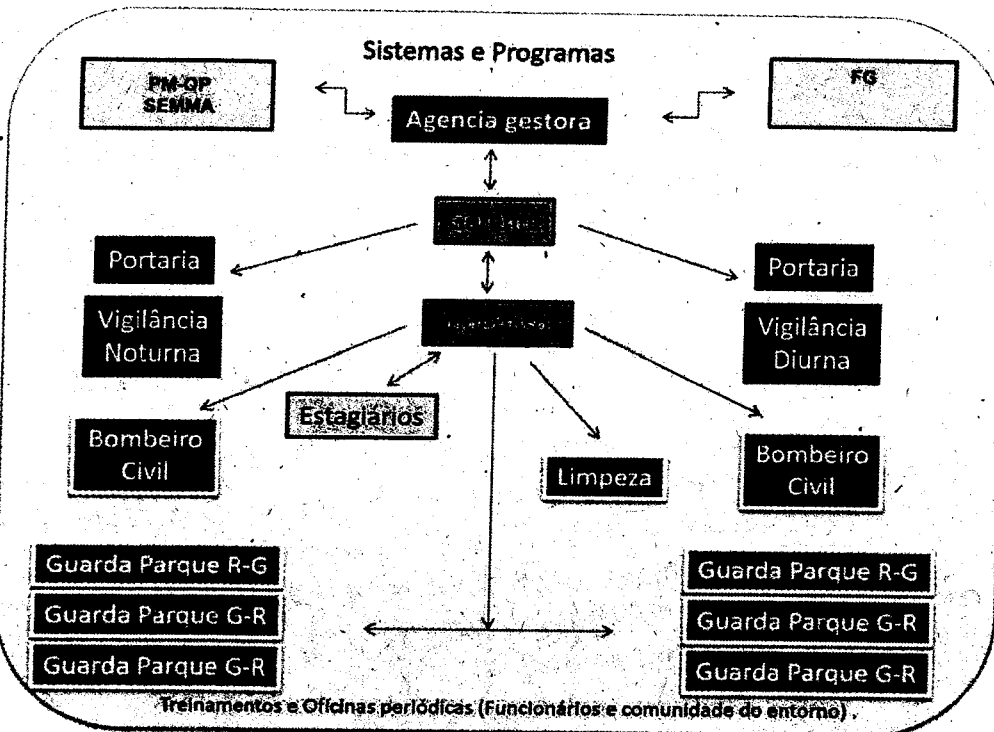 Sistemas e Programas
PM-OP
SEMMA
FG
Agencia gestora
Portaria
Portaria
Vigilância
Noturna
Vigilância
Diurna
Estagiários
Bombeiro
Civil
Limpeza
Bombeiro
Civil
Guarda Parque R-G
Guarda Parque G-R
Guarda Parque G-R
Guarda Parque R-G
Guarda Parque G-R
Guarda Parque G-R
Treinamentos e Oficinas periódicas (Funcionários e comunidade do entorno)